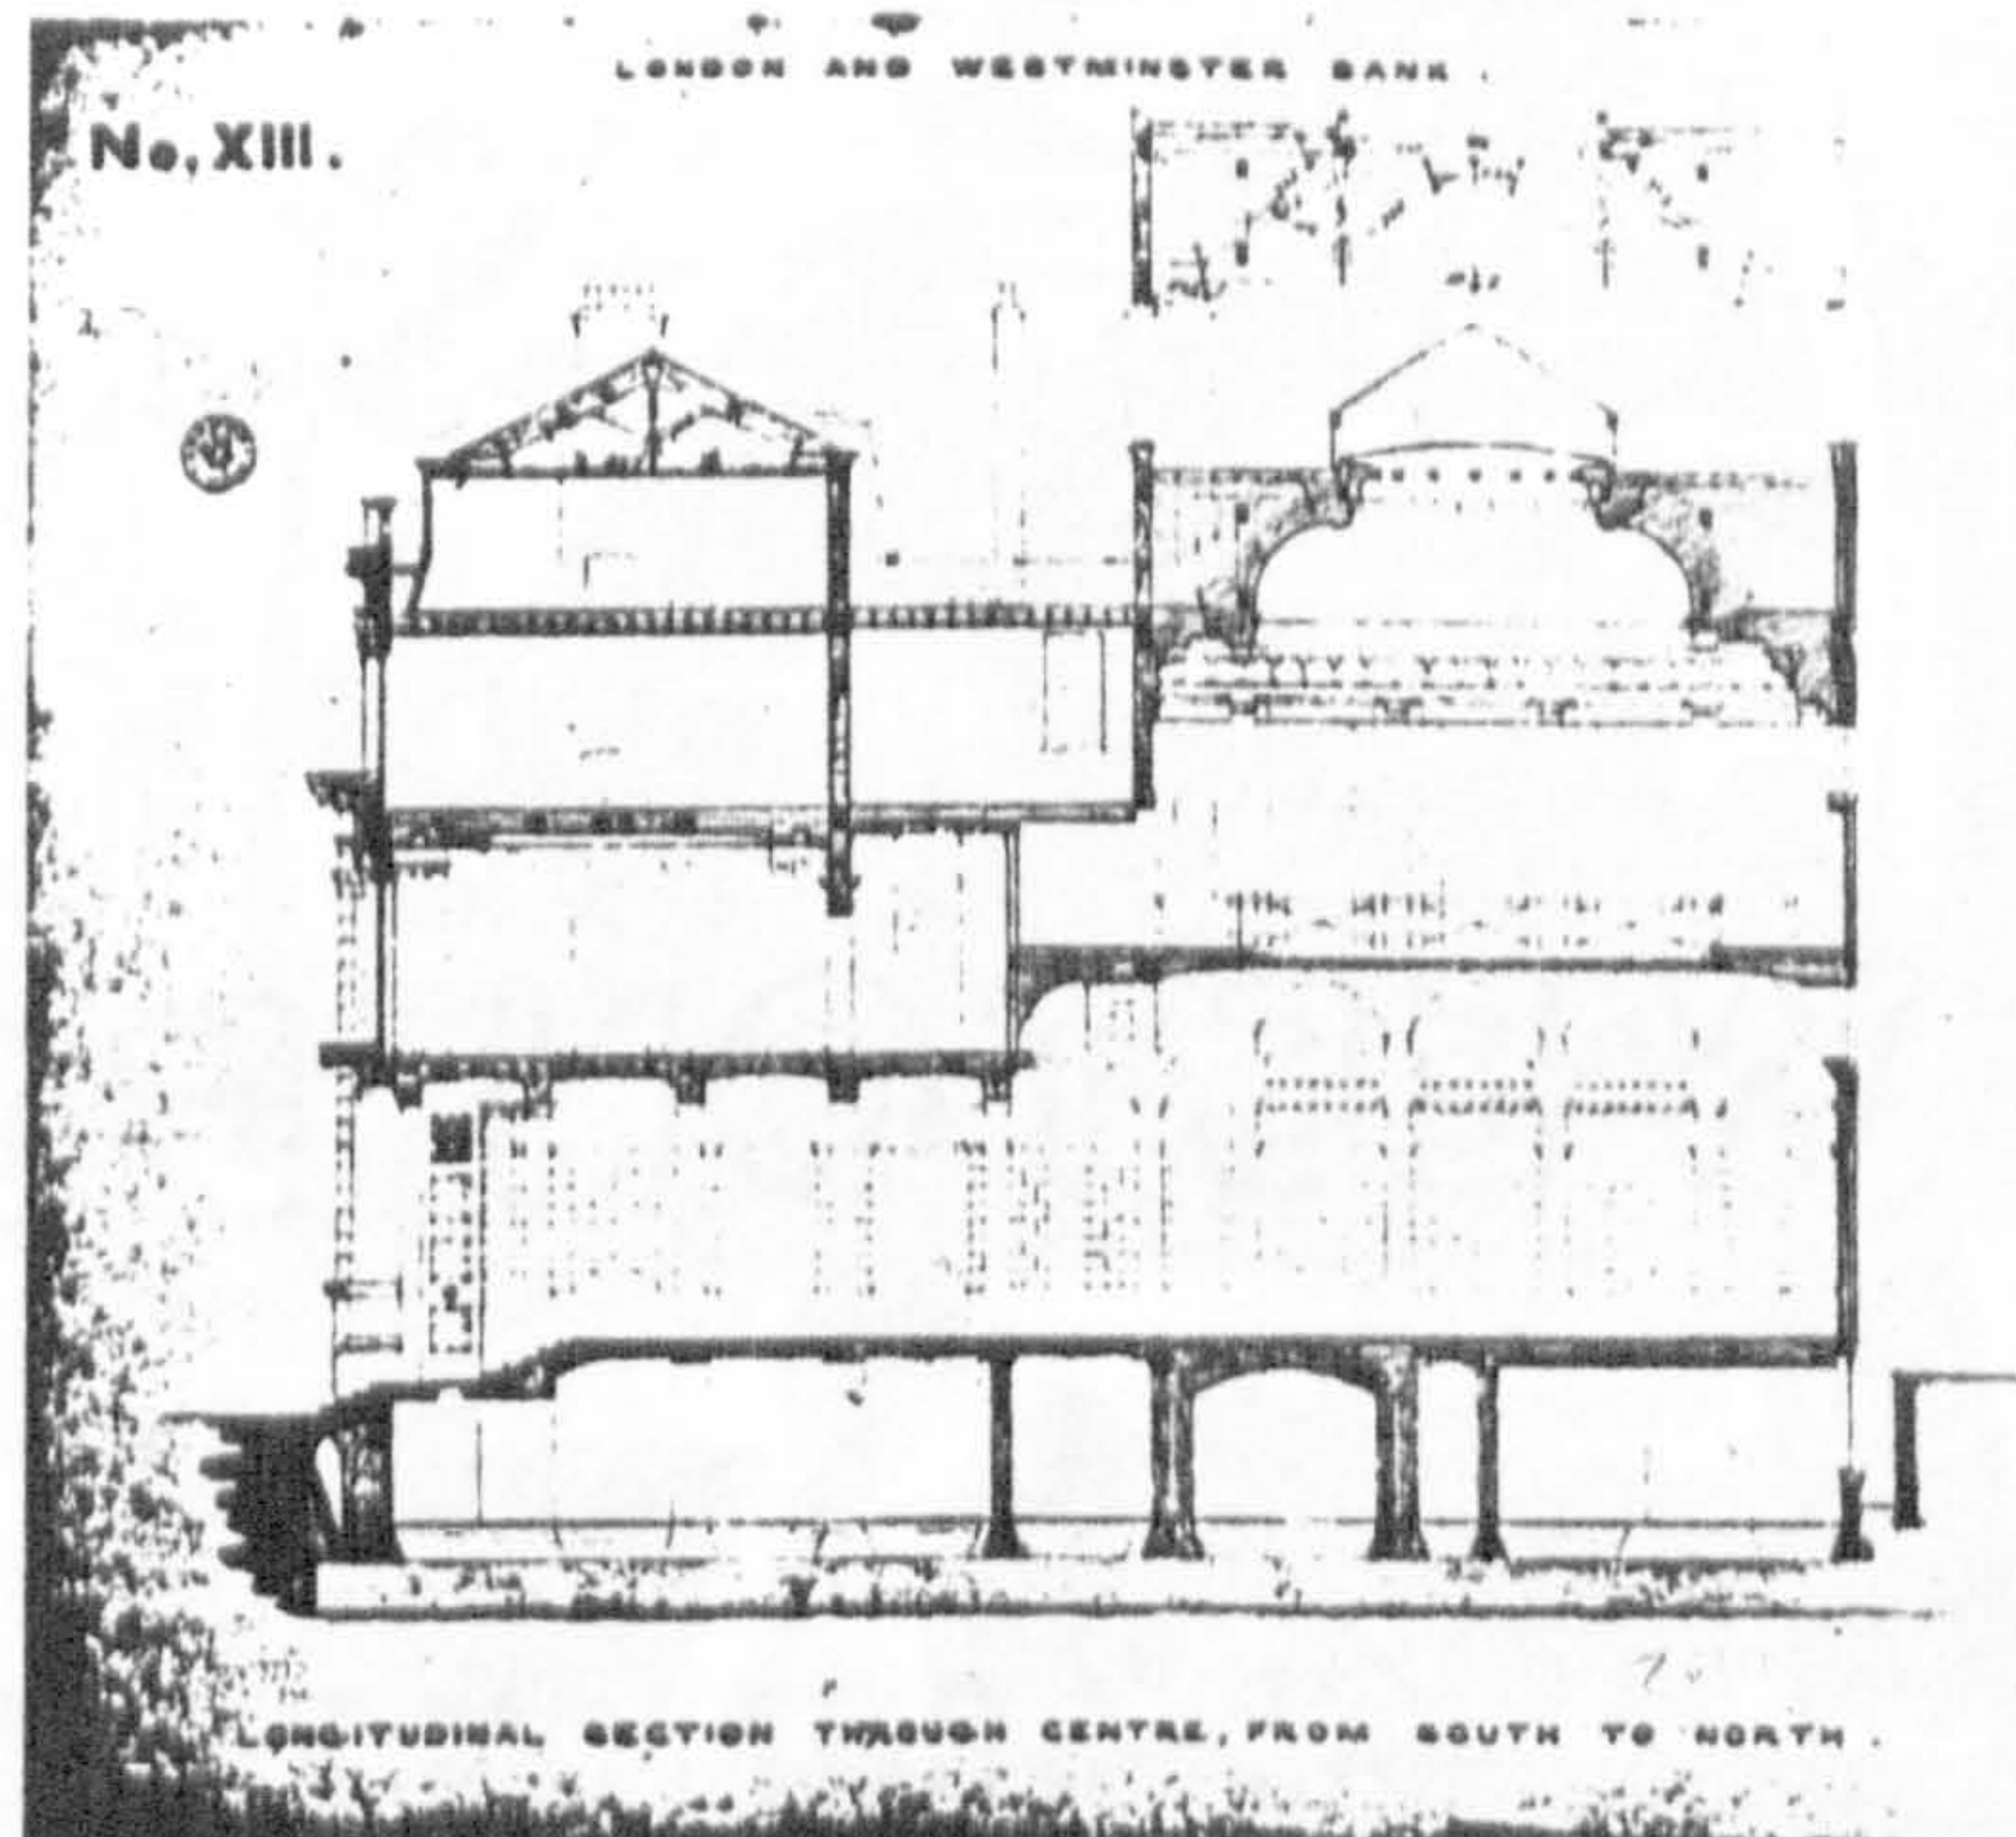 LONDON AND WESTMINSTER BANK.
No, XIII.
LONGITUDINAL SECTION THROUGH CENTRE, FROM SOUTH TO NORTH.